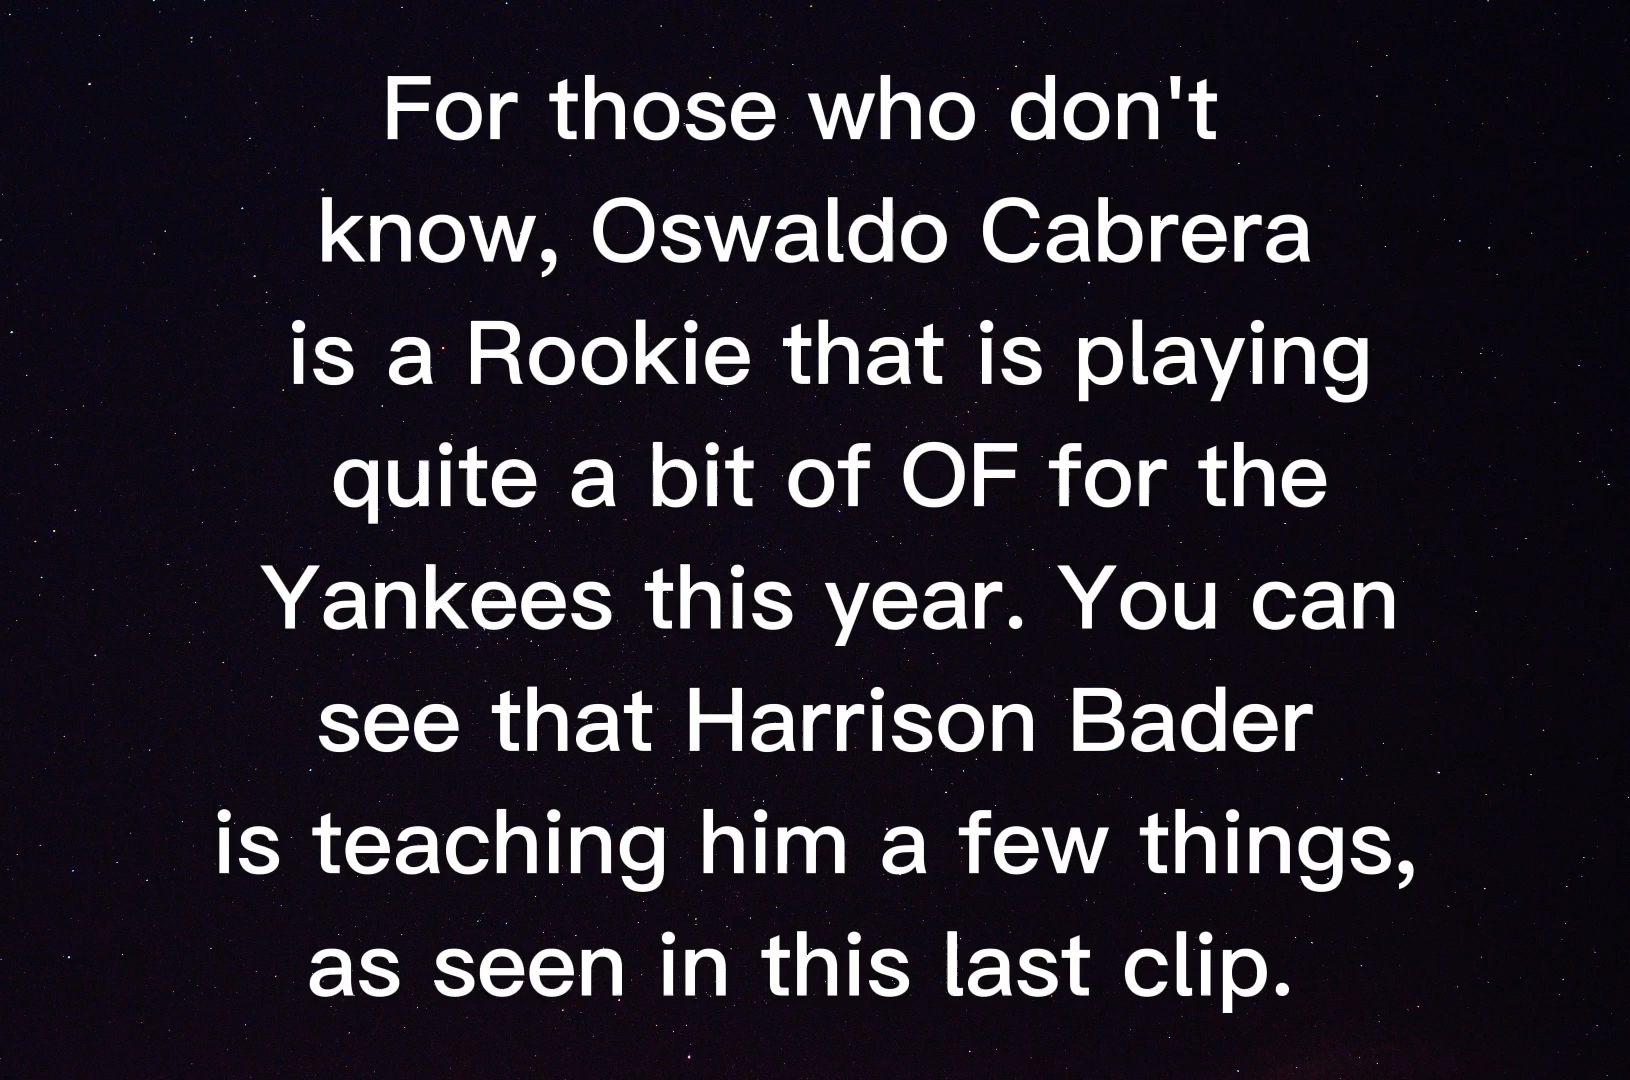 For those who don't
know, Oswaldo Cabrera
is a Rookie that is playing
quite a bit of OF for the
Yankees this year. You can
see that Harrison Bader
is teaching him a few things,
as seen in this last clip.